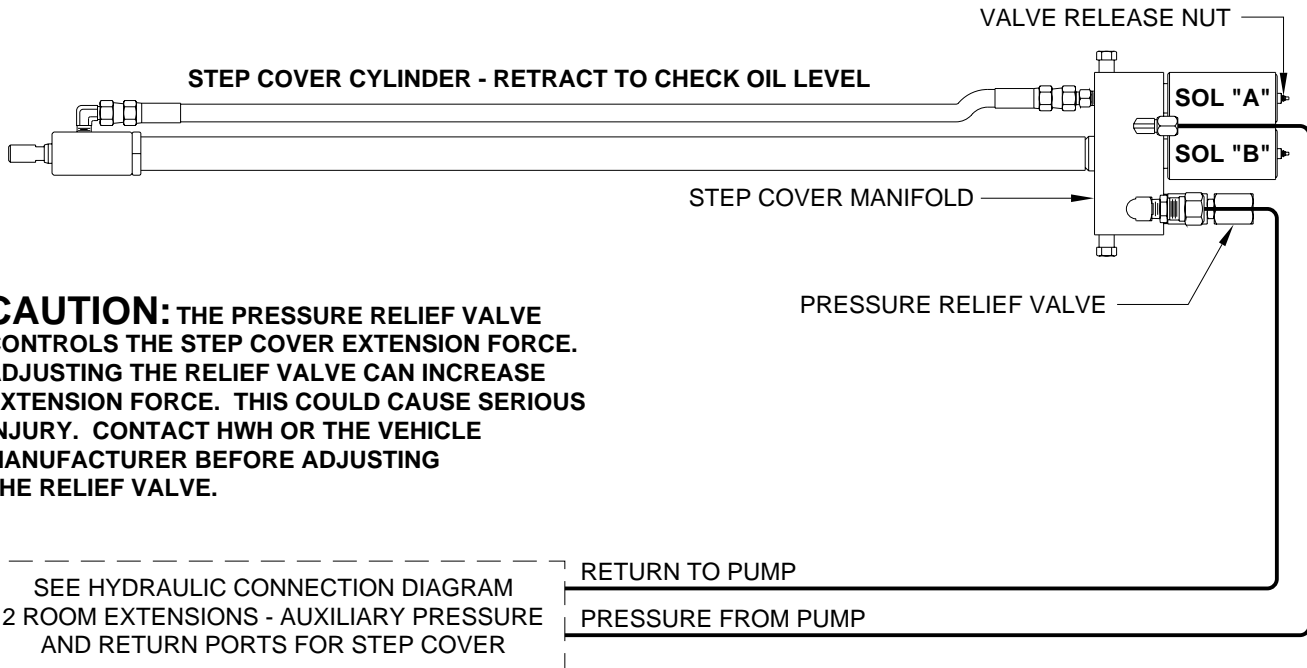 VALVE RELEASE NUT
STEP COVER CYLINDER - RETRACT TO CHECK OIL LEVEL
SOL "A"
SOL "B"
STEP COVER MANIFOLD
PRESSURE RELIEF VALVE
CAUTION: THE PRESSURE RELIEF VALVE
CONTROLS THE STEP COVER EXTENSION FORCE.
ADJUSTING THE RELIEF VALVE CAN INCREASE
EXTENSION FORCE. THIS COULD CAUSE SERIOUS
INJURY. CONTACT HWH OR THE VEHICLE
MANUFACTURER BEFORE ADJUSTING
THE RELIEF VALVE.
RETURN TO PUMP
SEE HYDRAULIC CONNECTION DIAGRAM
2 ROOM EXTENSIONS - AUXILIARY PRESSURE
AND RETURN PORTS FOR STEP COVER
PRESSURE FROM PUMP